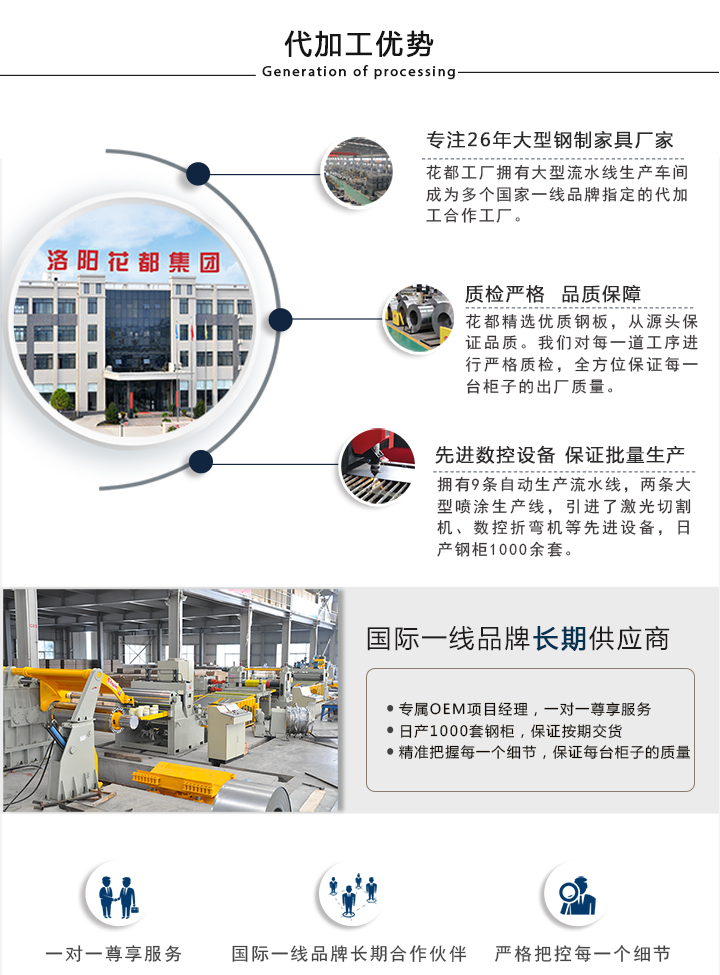 代加工优势
Generation of processing
专注26年大型钢制家具厂家
花都工厂拥有大型流水线生产车间
成为多个国家一线品牌指定的代加
工合作工厂。
洛阳花都集团
质检严格 品质保障
花都精选优质钢板，从源头保
证品质。我们对每一道工序进
行严格质检，全方位保证每一
台柜子的出厂质量。
先进数控设备 保证批量生产
拥有9条自动生产流水线，两条大
型喷涂生产线，引进了激光切割
机、数控折弯机等先进设备，日
产钢柜1000余套。
国际一线品牌长期供应商
● 专属OEM项目经理，一对一尊享服务
● 日产1000套钢柜，保证按期交货
● 精准把握每一个细节，保证每台柜子的质量
一对一尊享服务
国际一线品牌长期合作伙伴
严格把控每一个细节